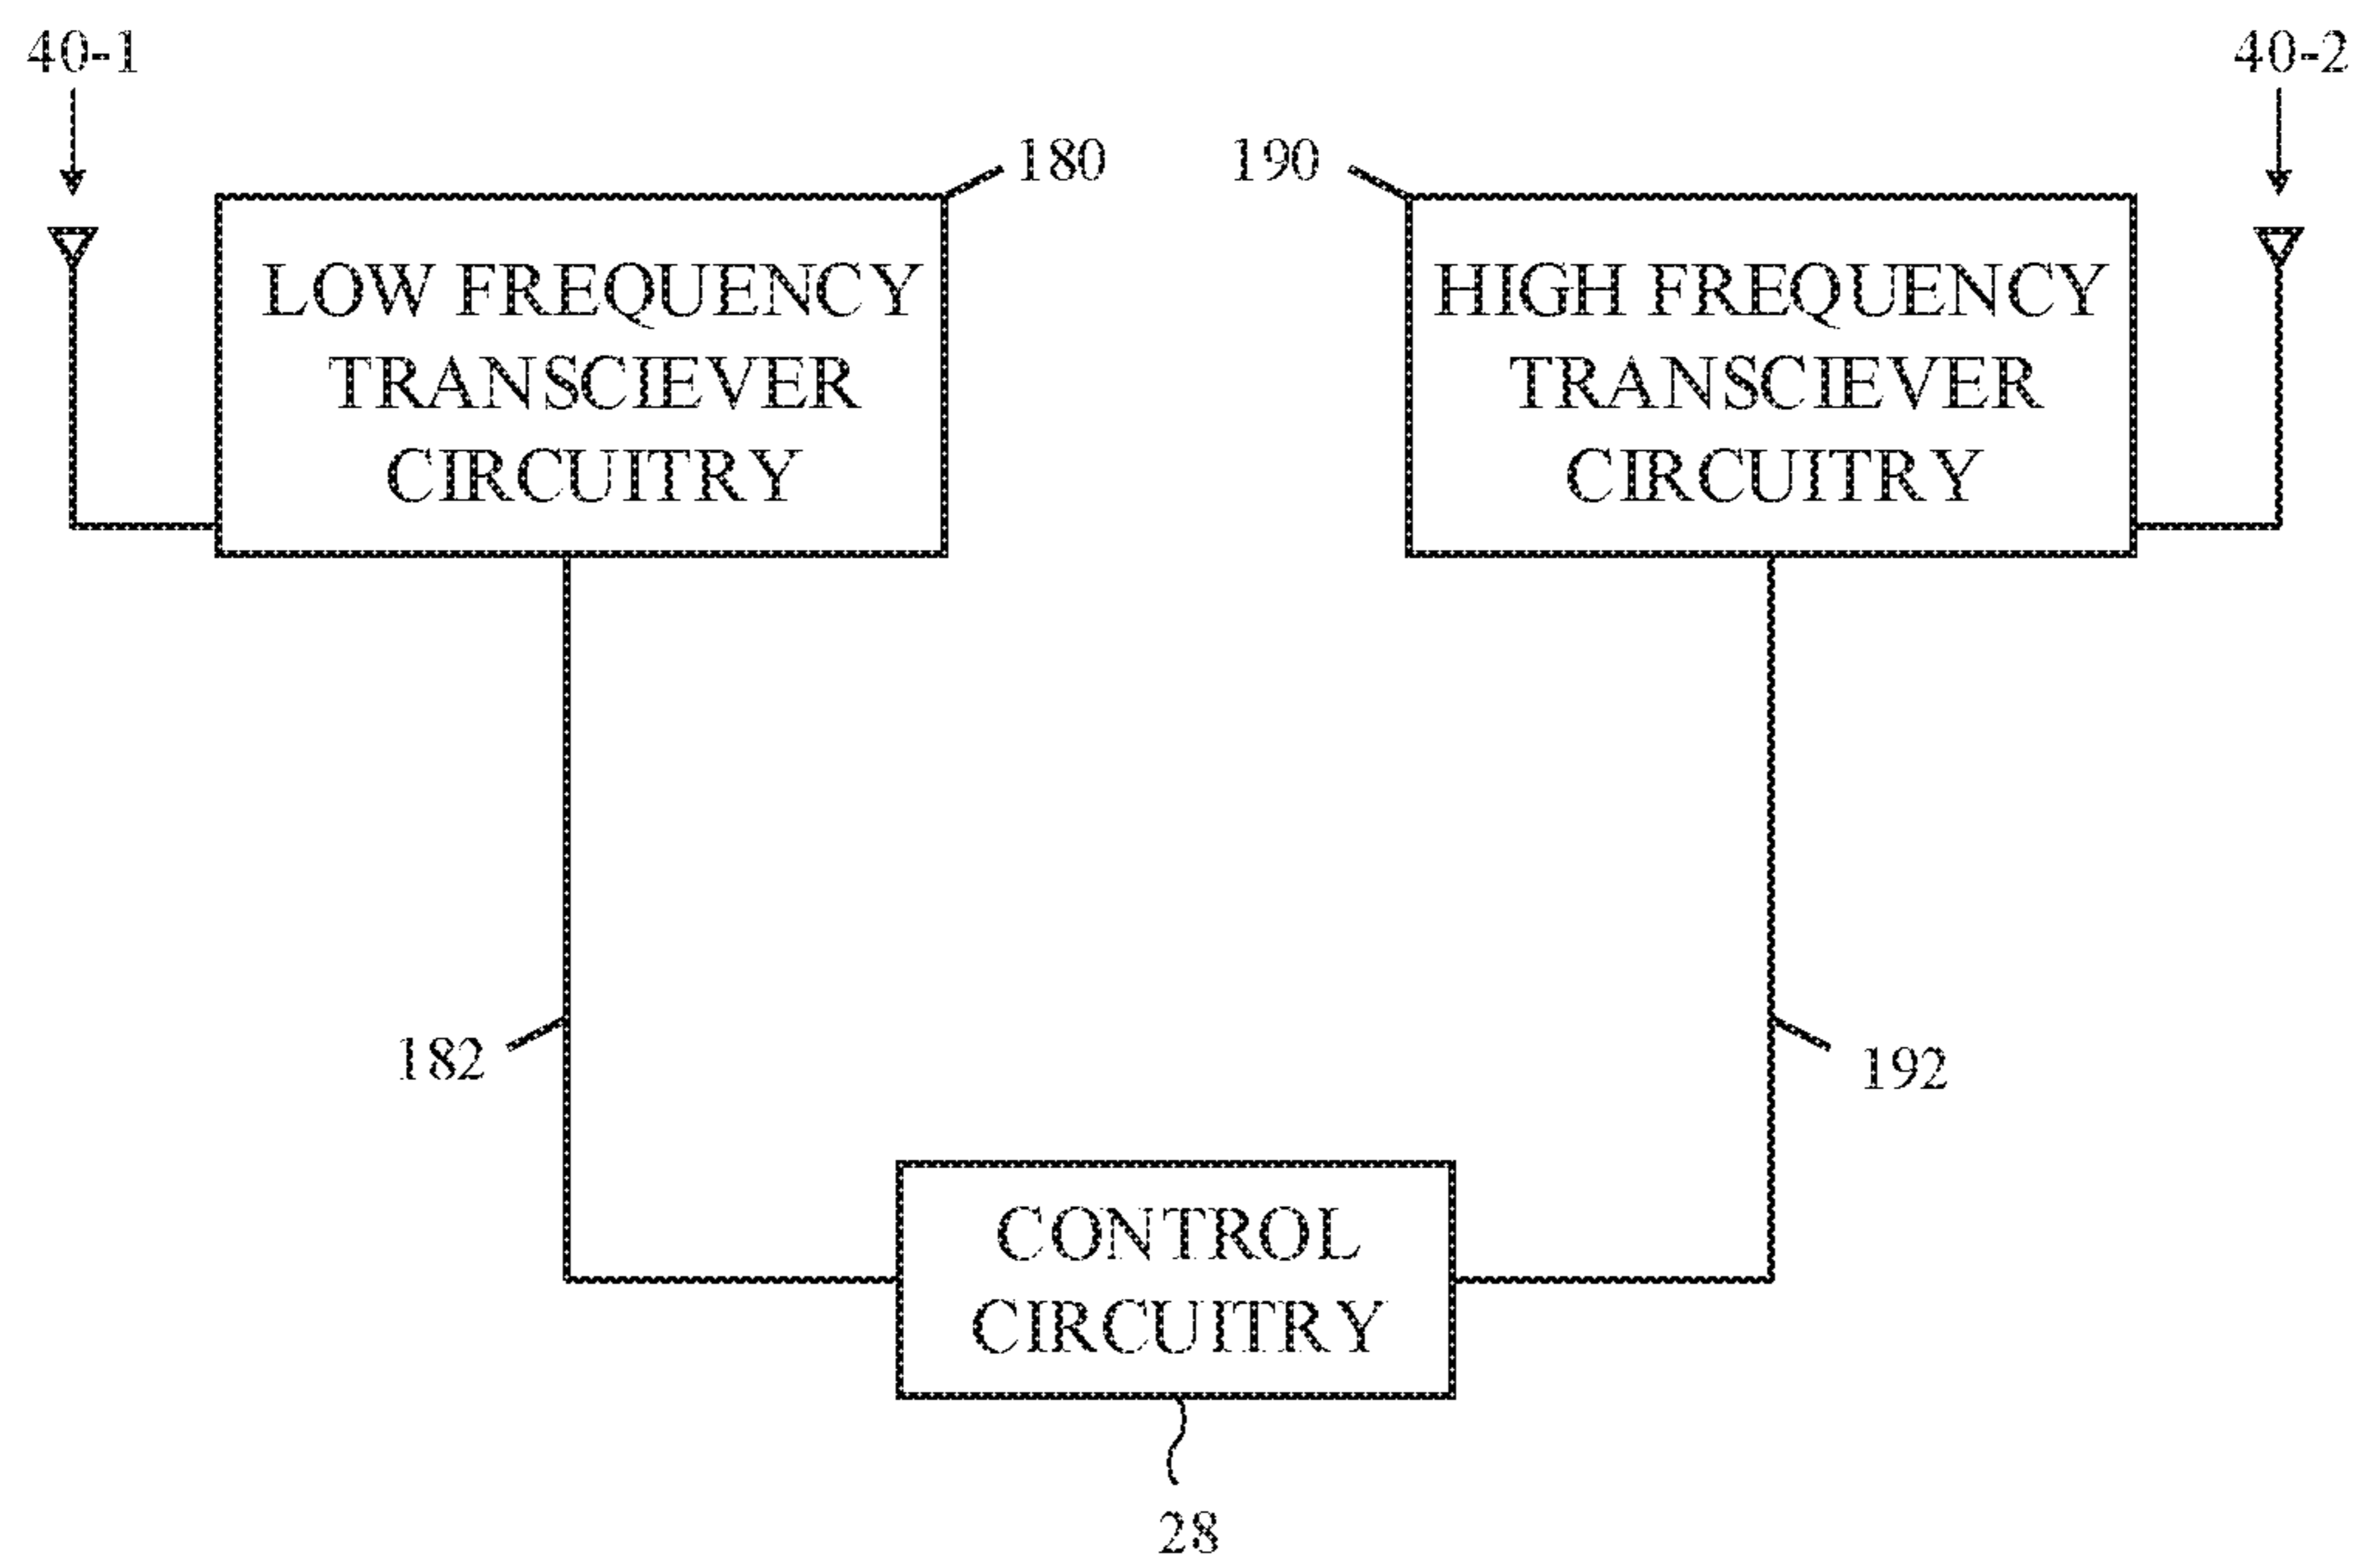 40-1
40-2
180
190
LOW FREQUENCY
TRANSCIEVER
CIRCUITRY
HIGH FREQUENCY
TRANSCIEVER
CIRCUITRY
182
192
CONTROL
CIRCUITRY
28